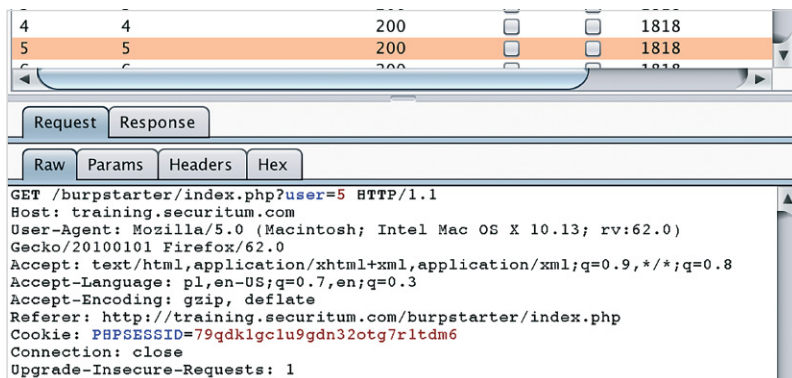 4 4 200 1818
5 5 200 1818
Request Response
Raw Params Headers Hex
GET /burpstarter/index.php?user=5 HTTP/1.1
Host: training.securitum.com
User-Agent: Mozilla/5.0 (Macintosh; Intel Mac OS X 10.13; rv:62.0)
Gecko/20100101 Firefox/62.0
Accept: text/html,application/xhtml+xml,application/xml;q=0.9,*/*;q=0.8
Accept-Language: pl,en-US;q=0.7,en;q=0.3
Accept-Encoding: gzip, deflate
Referer: http://training.securitum.com/burpstarter/index.php
Cookie: PHPSESSID=79qdklgclu9gdn32otg7rltdm6
Connection: close
Upgrade-Insecure-Requests: 1